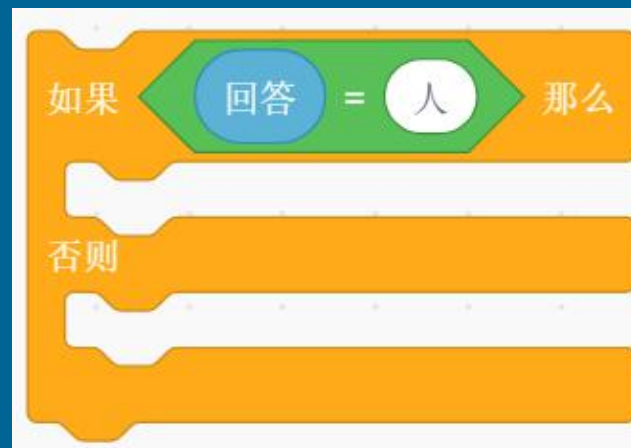 如果 回答 = 人 那么
否则